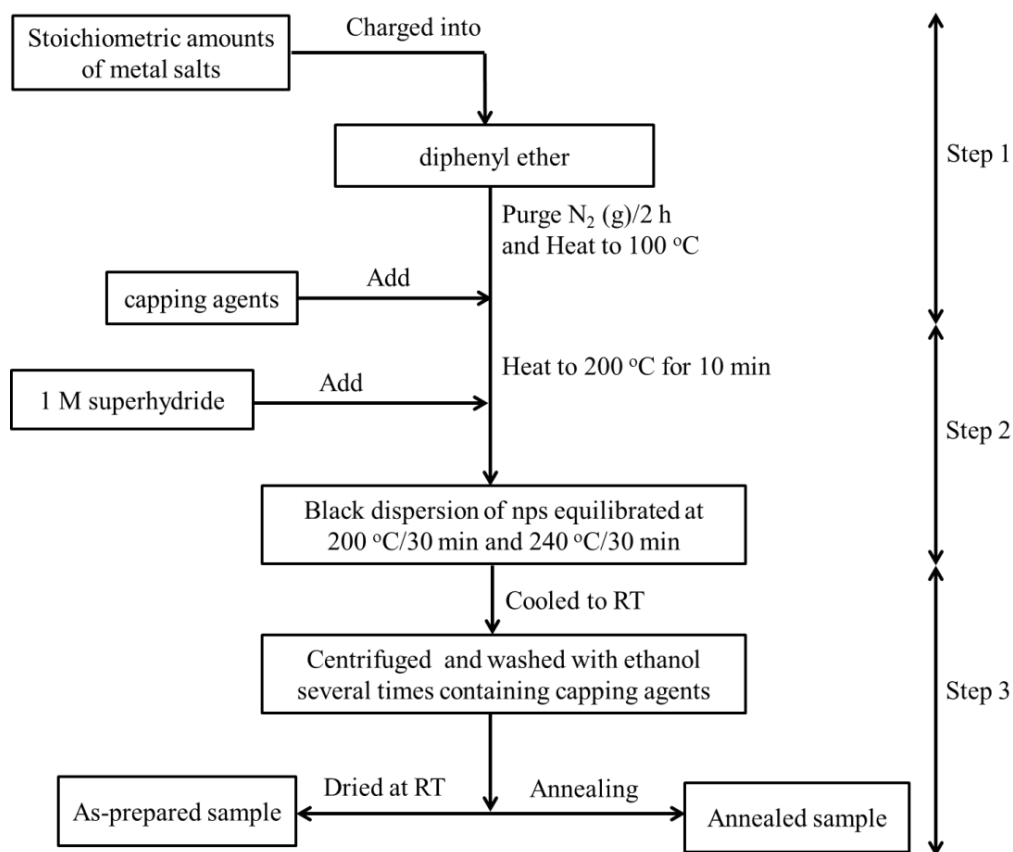 Stoichiometric amounts
of metal salts
Charged into
diphenyl ether
Step 1
Purge N₂ (g)/2 h
and Heat to 100 °C
capping agents
Add
Heat to 200 °C for 10 min
1 M superhydride
Add
Step 2
Black dispersion of nps equilibrated at
200 °C/30 min and 240 °C/30 min
Cooled to RT
Centrifuged and washed with ethanol
several times containing capping agents
Step 3
Dried at RT
Annealing
As-prepared sample
Annealed sample